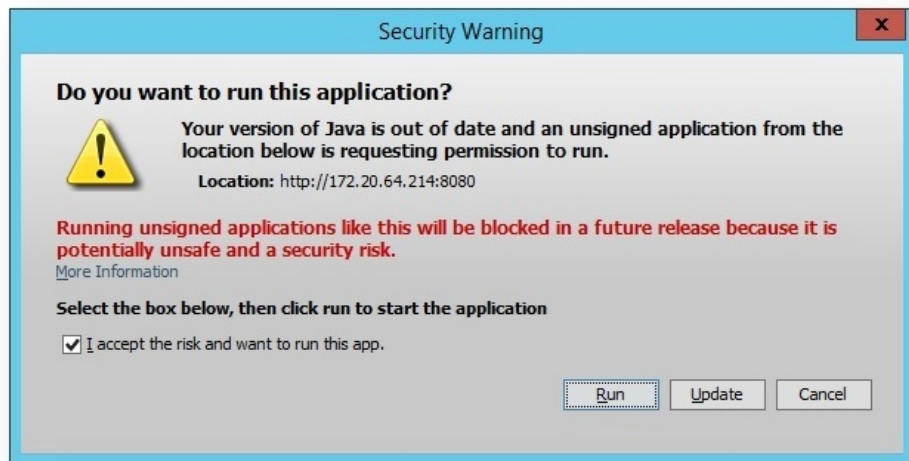 Security Warning
X
Do you want to run this application?
Your version of Java is out of date and an unsigned application from the
location below is requesting permission to run.
Location: http://172.20.64.214:8080
Running unsigned applications like this will be blocked in a future release because it is
potentially unsafe and a security risk.
More Information
Select the box below, then click run to start the application
I accept the risk and want to run this app.
Run Update Cancel